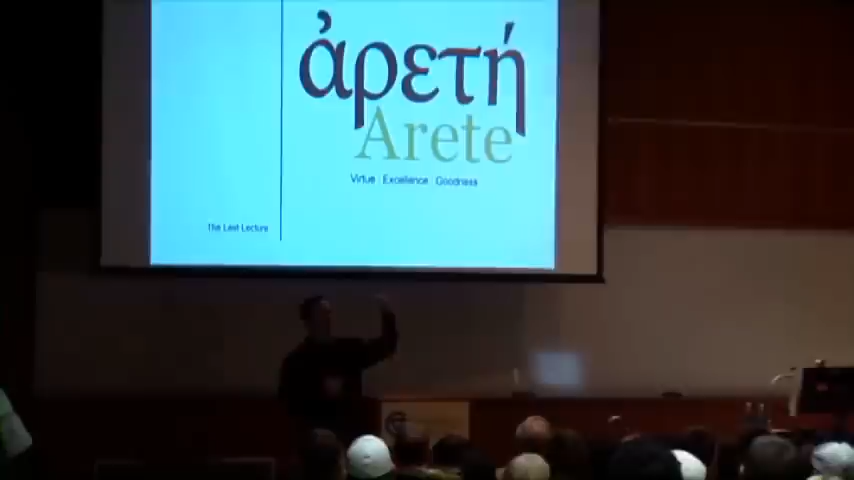 ἀρετή
Arete
Virtue Excellence Goodness
The Last Lecture